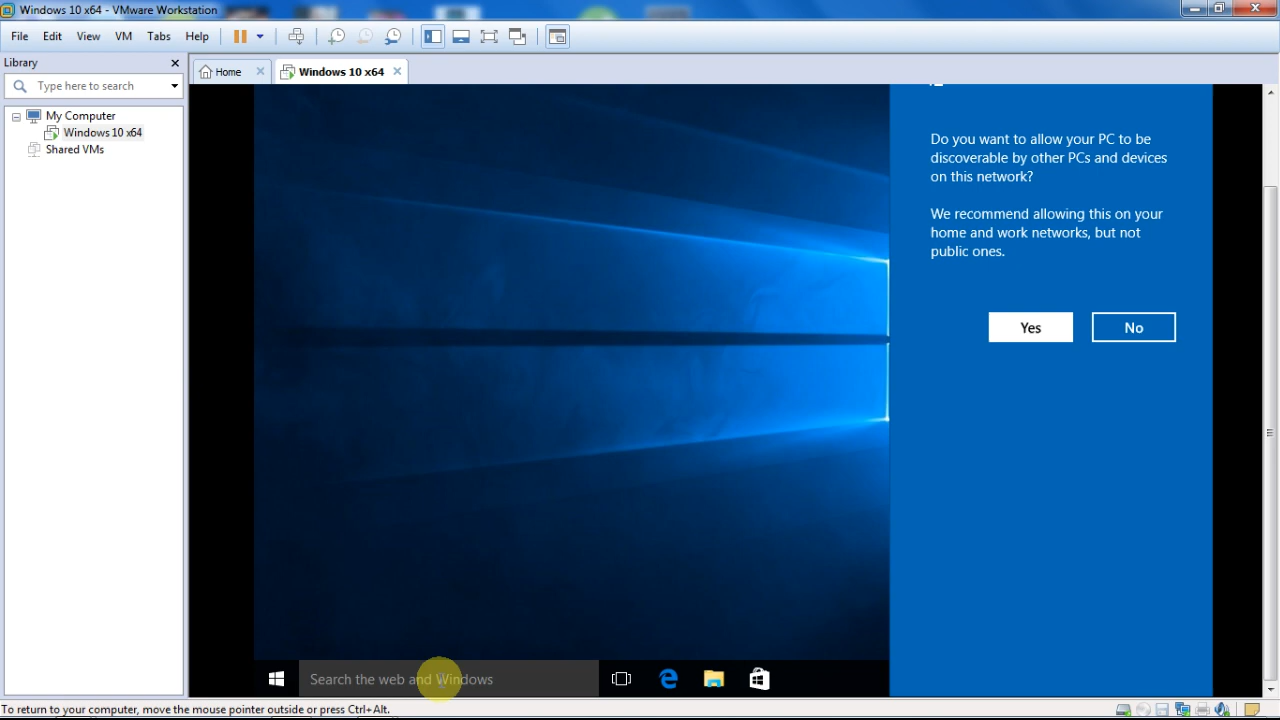 Windows 10 x64 - VMware Workstation
File Edit View VM Tabs Help
Library
Type here to search
My Computer
Windows 10 x64
Shared VMs
Home
Windows 10 x64
Do you want to allow your PC to be
discoverable by other PCs and devices
on this network?
We recommend allowing this on your
home and work networks, but not
public ones.
Yes
No
Search the web and Windows
To return to your computer, move the mouse pointer outside or press Ctrl+Alt.